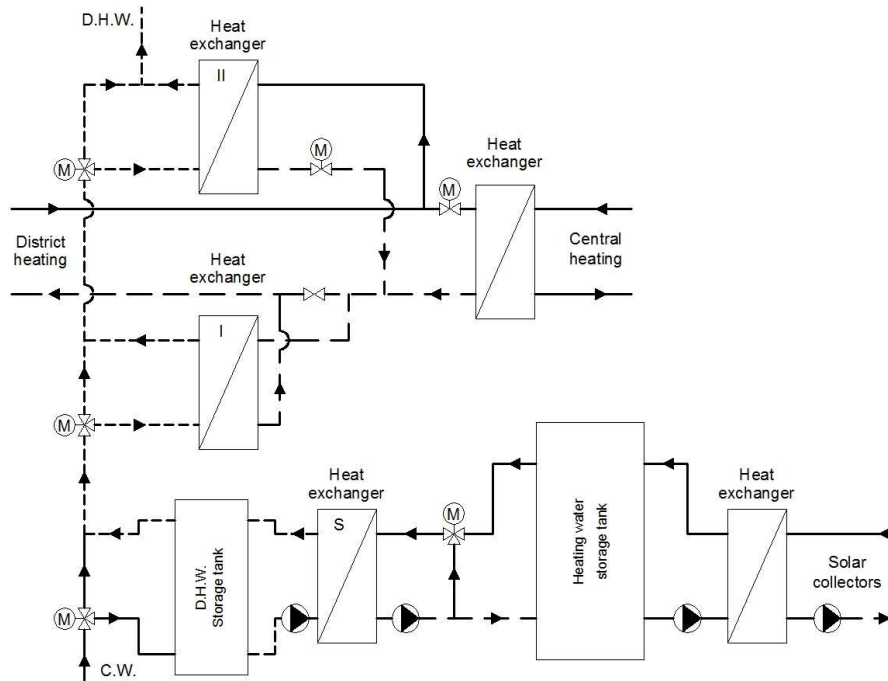 D.H.W.
Heat
exchanger
II
M
Heat
exchanger
M
M
District
heating
Heat
exchanger
Central
heating
I
M
Heat
exchanger
S
M
Heat
exchanger
D.H.W.
Storage tank
Heating water
storage tank
Solar
collectors
M
C.W.
M